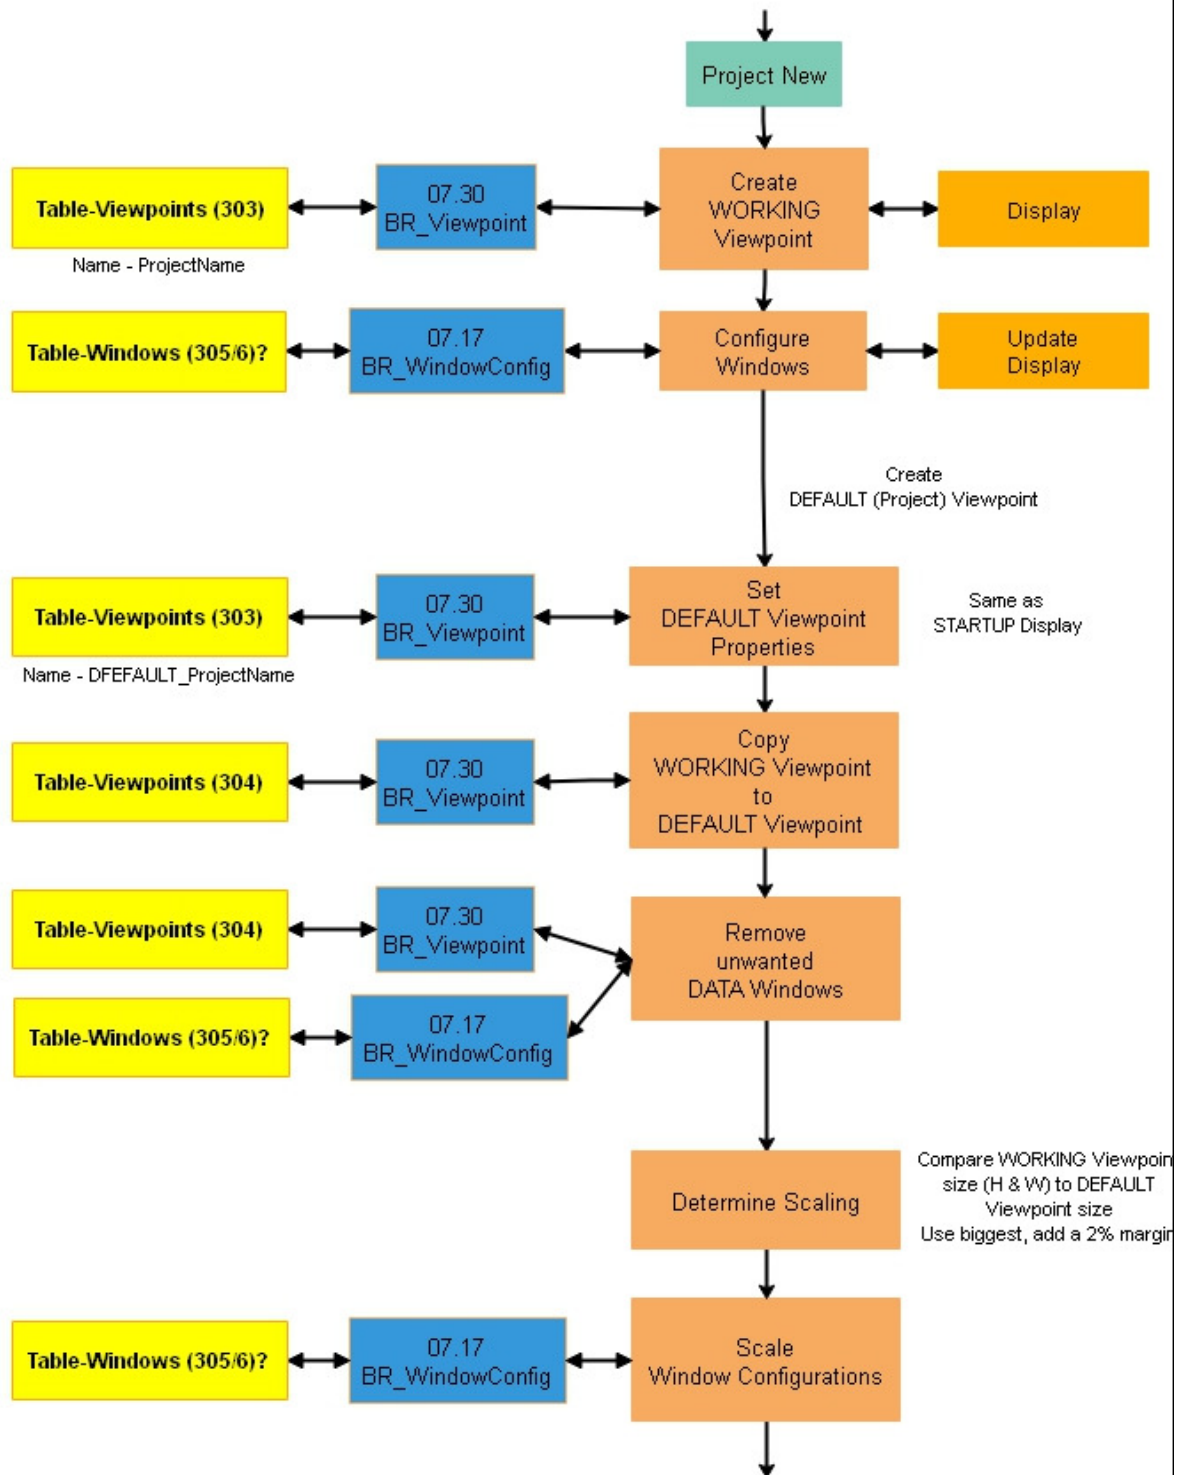 Project New
Table-Viewpoints (303)
Name - ProjectName
07.30
BR_Viewpoint
Create
WORKING
Viewpoint
Display
Table-Windows (305/6)?
07.17
BR_WindowConfig
Configure
Windows
Update
Display
Create
DEFAULT (Project) Viewpoint
Table-Viewpoints (303)
Name - DFEFAULT_ProjectName
07.30
BR_Viewpoint
Set
DEFAULT Viewpoint
Properties
Same as
STARTUP Display
Table-Viewpoints (304)
07.30
BR_Viewpoint
Copy
WORKING Viewpoint
to
DEFAULT Viewpoint
Table-Viewpoints (304)
07.30
BR_Viewpoint
Remove
unwanted
DATA Windows
Table-Windows (305/6)?
07.17
BR_WindowConfig
Determine Scaling
Compare WORKING Viewpoin
size (H & W) to DEFAULT
Viewpoint size
Use biggest, add a 2% margin
Table-Windows (305/6)?
07.17
BR_WindowConfig
Scale
Window Configurations